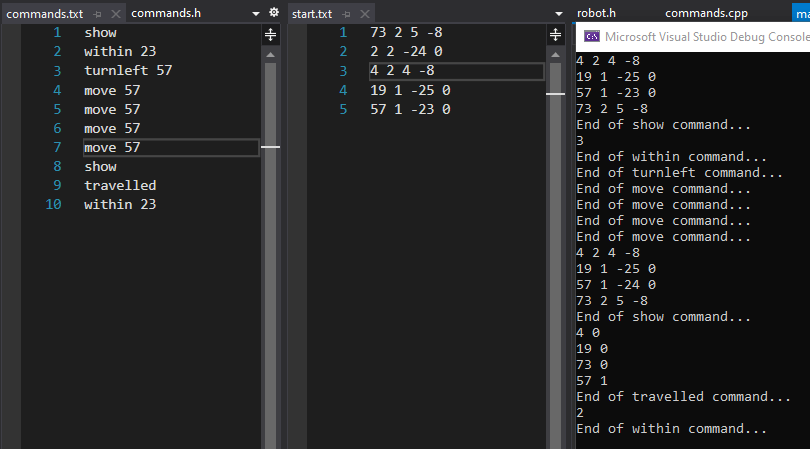 commands.txt commands.h
1 show
2 within 23
3 turnleft 57
4 move 57
5 move 57
6 move 57
7 move 57
8 show
9 travelled
10 within 23
start.txt
1 73 2 5 -8
2 2 2 -24 0
3 4 2 4 -8
4 19 1 -25 0
5 57 1 -23 0
robot.h commands.cpp ma
Microsoft Visual Studio Debug Console
4 2 4 -8
19 1 -25 0
57 1 -23 0
73 2 5 -8
End of show command...
3
End of within command...
End of turnleft command...
End of move command...
End of move command...
End of move command...
End of move command...
4 2 4 -8
19 1 -25 0
57 1 -24 0
73 2 5 -8
End of show command...
4 0
19 0
73 0
57 1
End of travelled command...
2
End of within command...